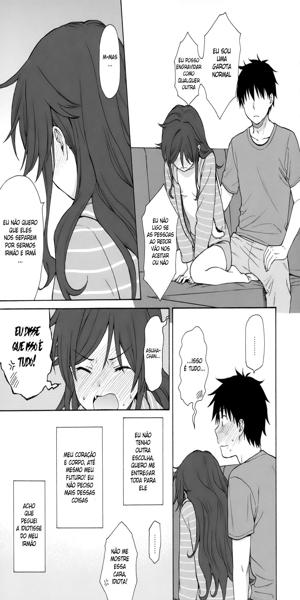 EU SOU
UMA
GAROTA
NORMAL
EU POSSO
ENGRAVIDAR
COMO
QUALQUER
OUTRA
M-MAS
...
EU NÃO
LIGO SE
AS PESSOAS
AO REDOR
VÃO NOS
ACEITAR
OU NÃO
EU NÃO QUERO
QUE ELES
NOS SEPAREM
POR SERMOS
IRMÃO E IRMÃ
...
.........
...ISSO
É
TUDO...
ASUHA-
CHAN...
EU DISSE
QUE ISSO É
TUDO!
EU NÃO
TENHO
OUTRA
ESCOLHA,
QUERO ME
ENTREGAR
TODA PARA
ELE
MEU CORAÇÃO
E CORPO, ATÉ
MESMO MEU
FUTURO! EU
NÃO PRECISO
MAIS DESSAS
COISAS
NÃO ME
MOSTRE
ESSA
CARA,
IDIOTA!
ACHO
QUE
PEGUEI
A
IDIOTISSE
DO MEU
IRMÃO